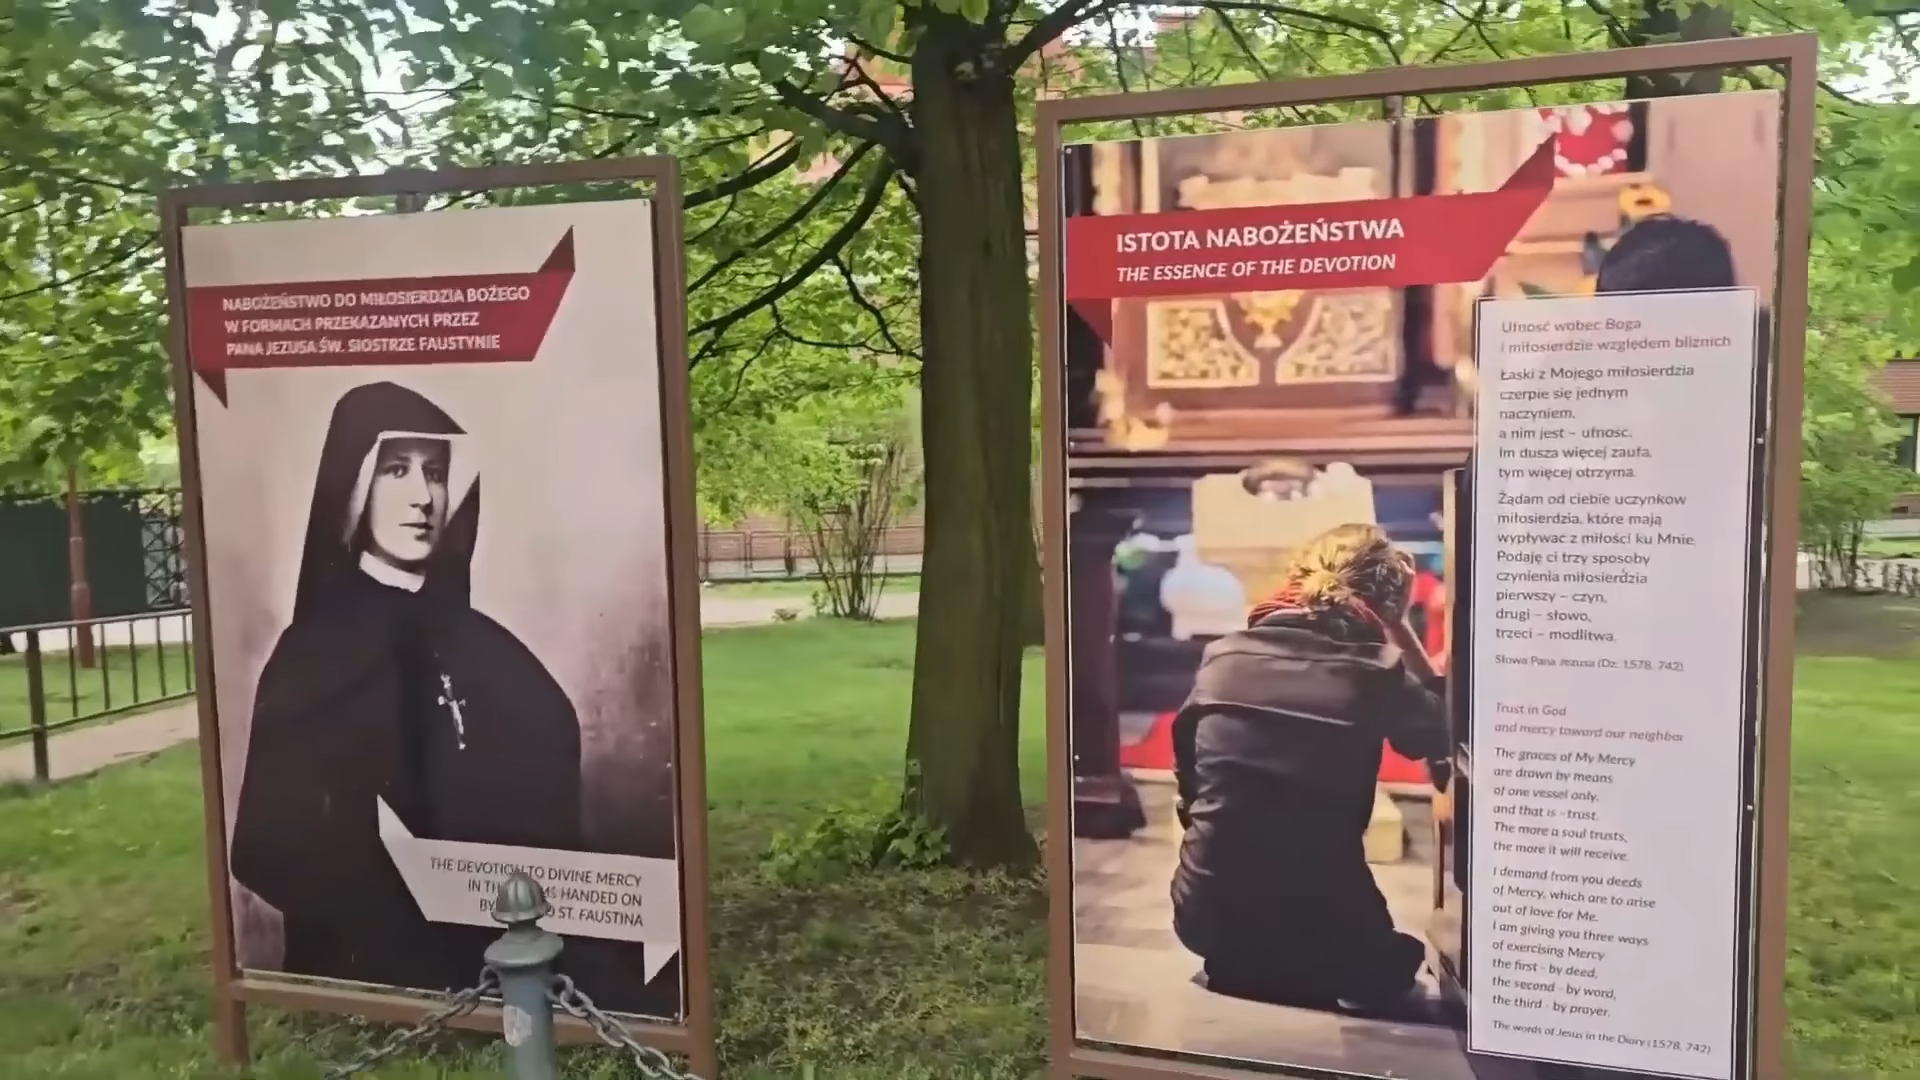 NABOŻEŃSTWO DO MIŁOSIERDZIA BOŻEGO
W FORMACH PRZEKAZANYCH PRZEZ
PANA JEZUSA ŚW. SIOSTRZE FAUSTYNIE
THE DEVOTION TO DIVINE MERCY
IN HANDED ON
BY ST. FAUSTINA
ISTOTA NABOŻEŃSTWA
THE ESSENCE OF THE DEVOTION
Ufność wobec Boga
i miłosierdzie względem bliźnich
Łaski z Mojego miłosierdzia
czerpie się jednym
naczyniem,
a nim jest – ufność.
Im dusza więcej zaufa,
tym więcej otrzyma.
Żądam od ciebie uczynków
miłosierdzia, które mają
wypływać z miłości ku Mnie.
Podaję ci trzy sposoby
czynienia miłosierdzia
pierwszy – czyn,
drugi – słowo,
trzeci – modlitwa.
Słowa Pana Jezusa (Dz. 1578, 742)
Trust in God
and mercy toward our neighbor
The graces of My Mercy
are drawn by means
of one vessel only,
and that is - trust.
The more a soul trusts,
the more it will receive.
I demand from you deeds
of Mercy, which are to arise
out of love for Me.
I am giving you three ways
of exercising Mercy
the first - by deed,
the second - by word,
the third - by prayer.
The words of Jesus in the Diary (1578, 742)